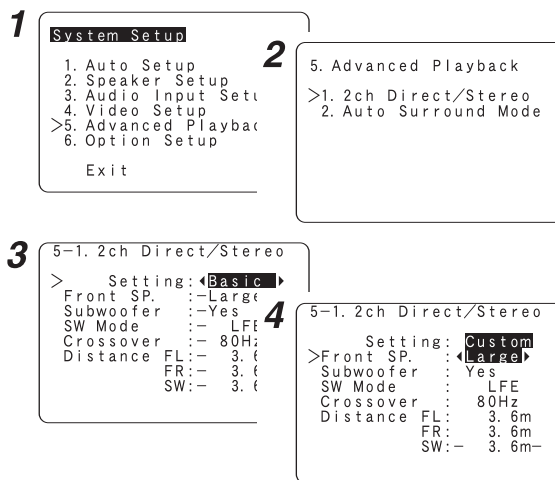 1
System Setup
1. Auto Setup
2. Speaker Setup
3. Audio Input Setu
4. Video Setup
>5. Advanced Playbac
6. Option Setup
Exit
2
5. Advanced Playback
>1. 2ch Direct/Stereo
2. Auto Surround Mode
3
5-1. 2ch Direct/Stereo
> Setting:◂Basic ▸
Front SP. :-Large
Subwoofer :-Yes
SW Mode :- LFE
Crossover :- 80Hz
Distance FL:- 3. 6
FR:- 3. 6
SW:- 3. 6
4
5-1. 2ch Direct/Stereo
Setting: Custom
>Front SP. :◂Large▸
Subwoofer : Yes
SW Mode : LFE
Crossover : 80Hz
Distance FL: 3. 6m
FR: 3. 6m
SW:- 3. 6m-